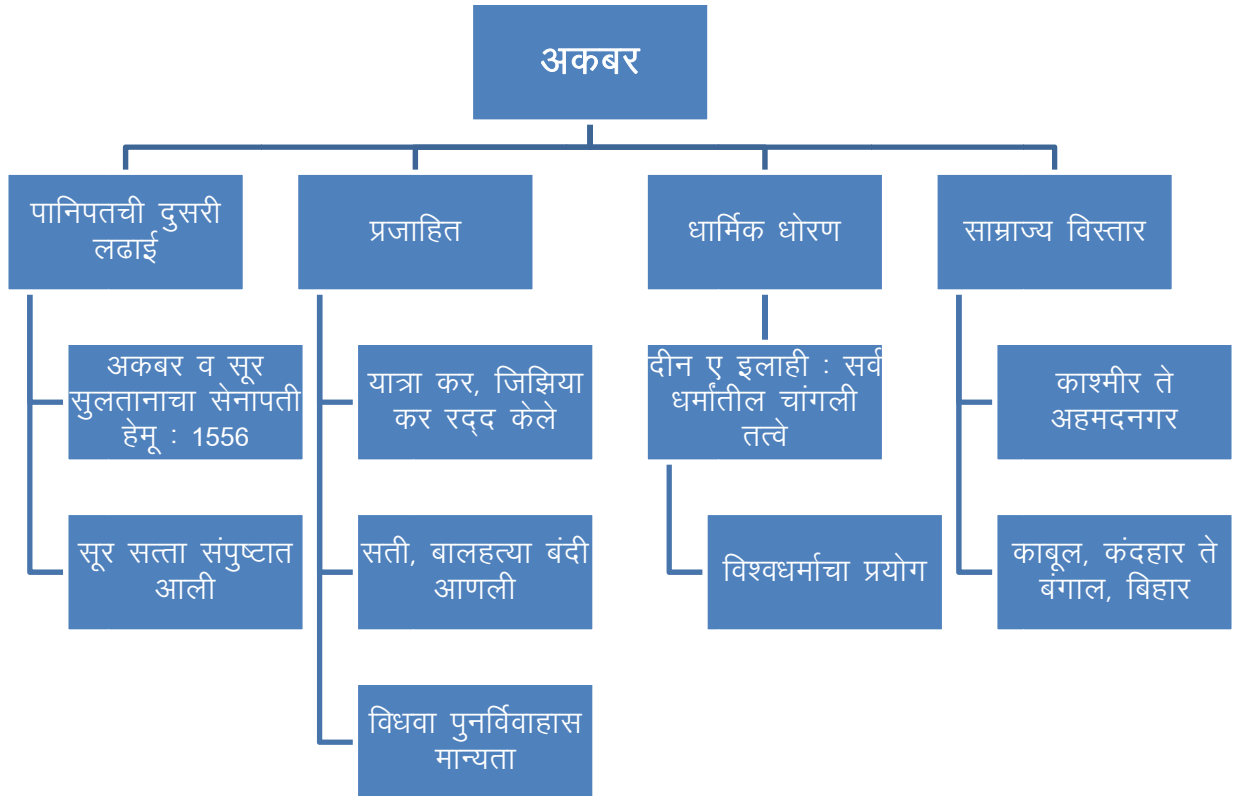 अकबर
पानिपतची दुसरी
लढाई
प्रजाहित
धार्मिक धोरण
साम्राज्य विस्तार
अकबर व सूर
सुलतानाचा सेनापती
हेमू : 1556
यात्रा कर, जिझिया
कर रद्द केले
दीन ए इलाही : सर्व
धर्मांतील चांगली
तत्वे
काश्मीर ते
अहमदनगर
सूर सत्ता संपुष्टात
आली
सती, बालहत्या बंदी
आणली
विश्वधर्माचा प्रयोग
काबूल, कंदहार ते
बंगाल, बिहार
विधवा पुनर्विवाहास
मान्यता